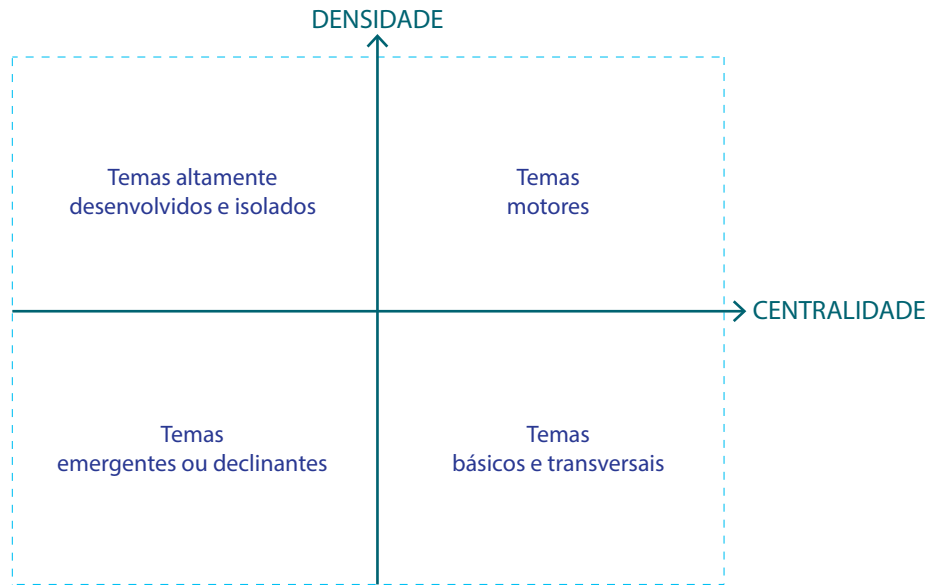 DENSIDADE
Temas altamente
desenvolvidos e isolados
Temas
motores
CENTRALIDADE
Temas
emergentes ou declinantes
Temas
básicos e transversais